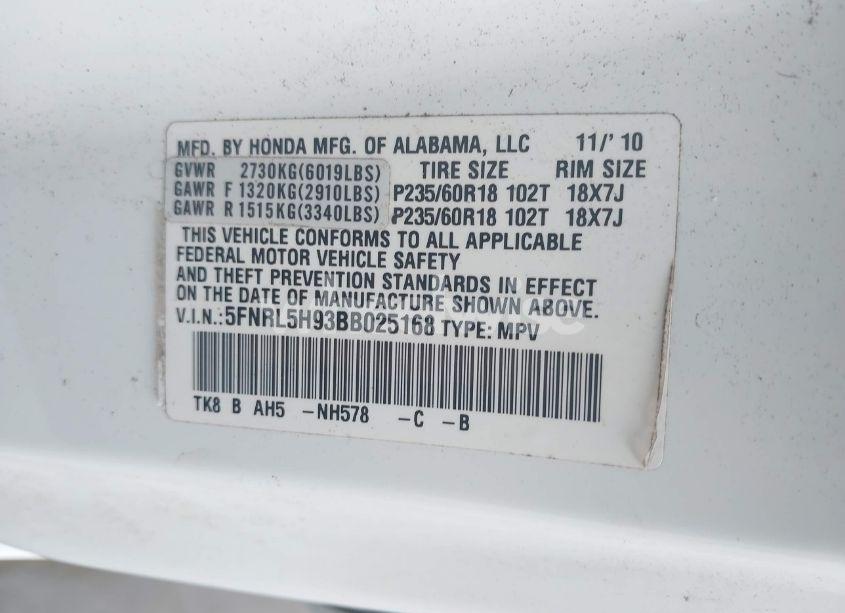 MFD. BY HONDA MFG. OF ALABAMA, LLC 11/' 10
GVWR 2730KG(6019LBS) TIRE SIZE RIM SIZE
GAWR F 1320KG(2910LBS) P235/60R18 102T 18X7J
GAWR R 1515KG(3340LBS) P235/60R18 102T 18X7J
THIS VEHICLE CONFORMS TO ALL APPLICABLE
FEDERAL MOTOR VEHICLE SAFETY
AND THEFT PREVENTION STANDARDS IN EFFECT
ON THE DATE OF MANUFACTURE SHOWN ABOVE.
V.I.N.:5FNRL5H93BB025168 TYPE: MPV
TK8 B AH5 -NH578 -C -B